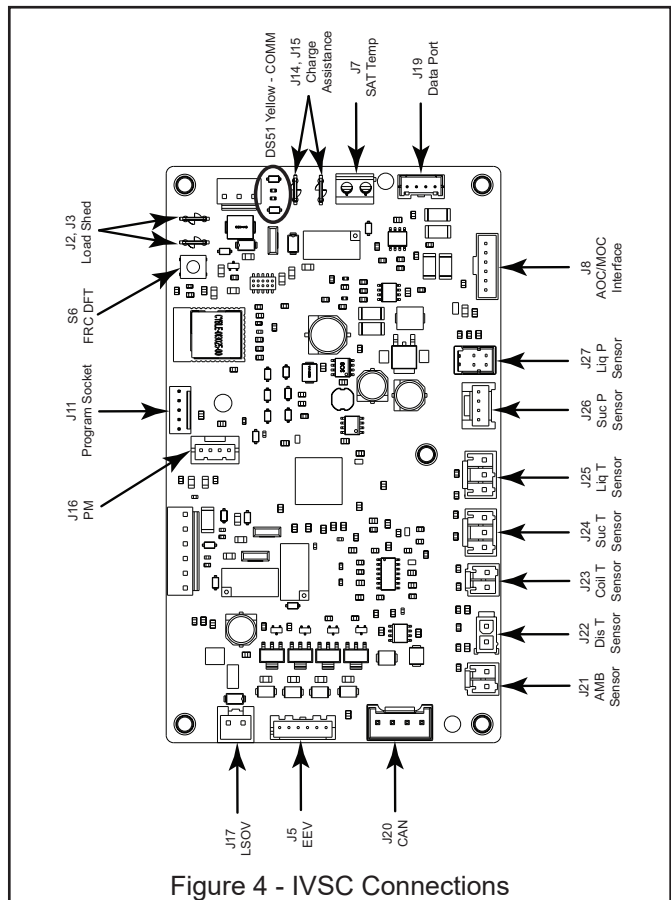 DS51 Yellow - COMM
J14, J15
Charge
Assistance
J7
SAT Temp
J19
Data Port
J2, J3
Load Shed
S6
FRC DFT
J11
Program Socket
J16
PM
J8
AOC/MOC
Interface
J27
Liq P
Sensor
J26
Suc P
Sensor
J25
Liq T
Sensor
J24
Suc T
Sensor
J23
Coil T
Sensor
J22
Dis T
Sensor
J21
AMB
Sensor
J17
LSOV
J5
EEV
J20
CAN
Figure 4 - IVSC Connections